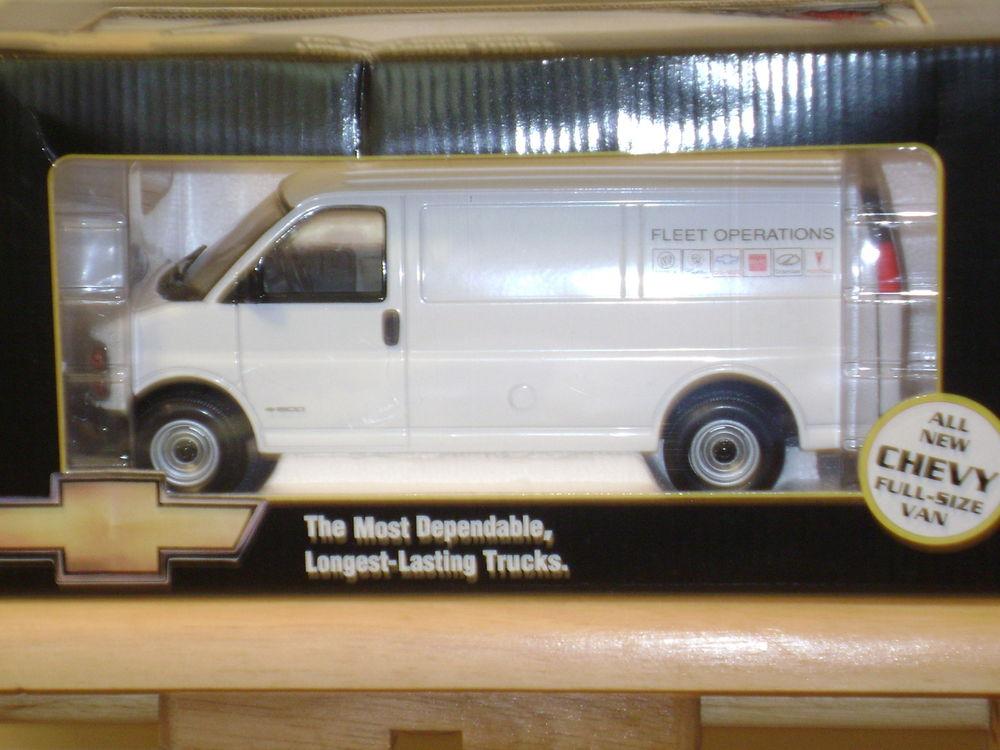 FLEET OPERATIONS
ALL
NEW
CHEVY
FULL-SIZE
VAN
The Most Dependable,
Longest-Lasting Trucks.